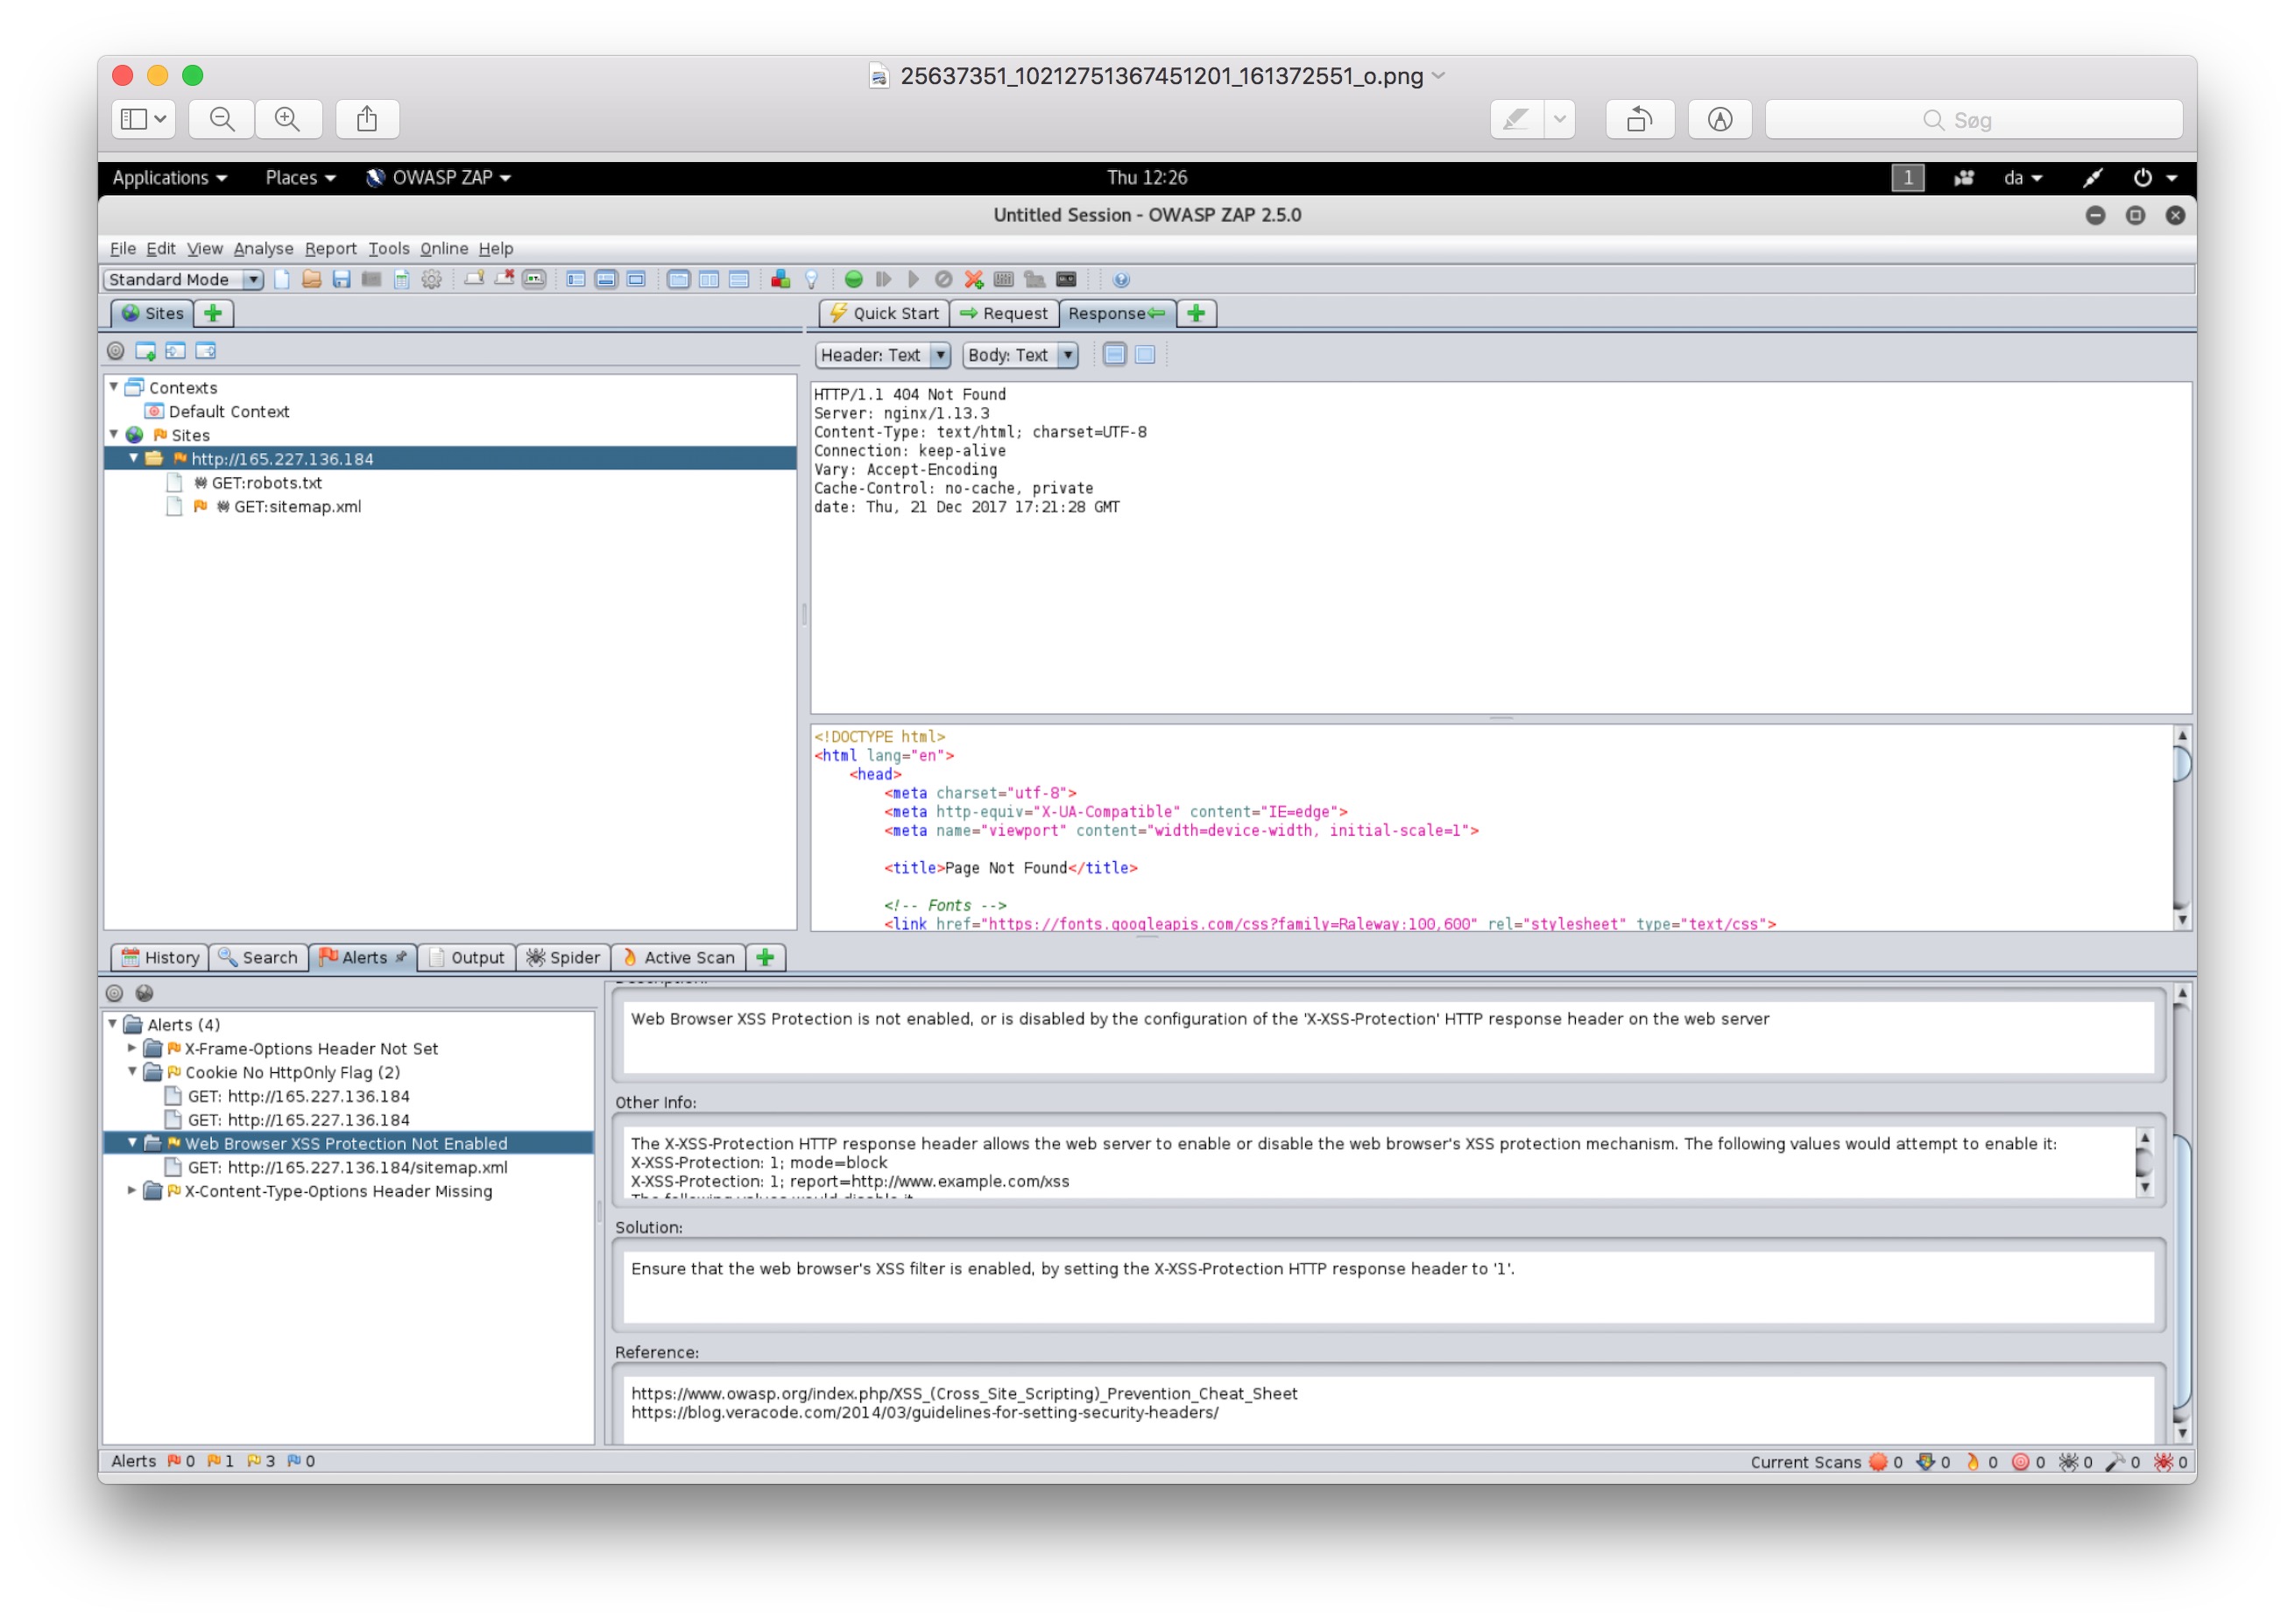 25637351_10212751367451201_161372551_o.png
Søg
Applications Places OWASP ZAP Thu 12:26 1 da
Untitled Session - OWASP ZAP 2.5.0
File Edit View Analyse Report Tools Online Help
Standard Mode
Sites
Quick Start Request Response
Header: Text Body: Text
Contexts
Default Context
Sites
http://165.227.136.184
GET:robots.txt
GET:sitemap.xml
HTTP/1.1 404 Not Found
Server: nginx/1.13.3
Content-Type: text/html; charset=UTF-8
Connection: keep-alive
Vary: Accept-Encoding
Cache-Control: no-cache, private
date: Thu, 21 Dec 2017 17:21:28 GMT
<!DOCTYPE html>
<html lang="en">
<head>
<meta charset="utf-8">
<meta http-equiv="X-UA-Compatible" content="IE=edge">
<meta name="viewport" content="width=device-width, initial-scale=1">
<title>Page Not Found</title>
<!-- Fonts -->
<link href="https://fonts.googleapis.com/css?family=Raleway:100,600" rel="stylesheet" type="text/css">
History Search Alerts Output Spider Active Scan
Alerts (4)
X-Frame-Options Header Not Set
Cookie No HttpOnly Flag (2)
GET: http://165.227.136.184
GET: http://165.227.136.184
Web Browser XSS Protection Not Enabled
GET: http://165.227.136.184/sitemap.xml
X-Content-Type-Options Header Missing
Description:
Web Browser XSS Protection is not enabled, or is disabled by the configuration of the 'X-XSS-Protection' HTTP response header on the web server
Other Info:
The X-XSS-Protection HTTP response header allows the web server to enable or disable the web browser's XSS protection mechanism. The following values would attempt to enable it:
X-XSS-Protection: 1; mode=block
X-XSS-Protection: 1; report=http://www.example.com/xss
The following values would disable it
Solution:
Ensure that the web browser's XSS filter is enabled, by setting the X-XSS-Protection HTTP response header to '1'.
Reference:
https://www.owasp.org/index.php/XSS_(Cross_Site_Scripting)_Prevention_Cheat_Sheet
https://blog.veracode.com/2014/03/guidelines-for-setting-security-headers/
Alerts 0 1 3 0 Current Scans 0 0 0 0 0 0 0